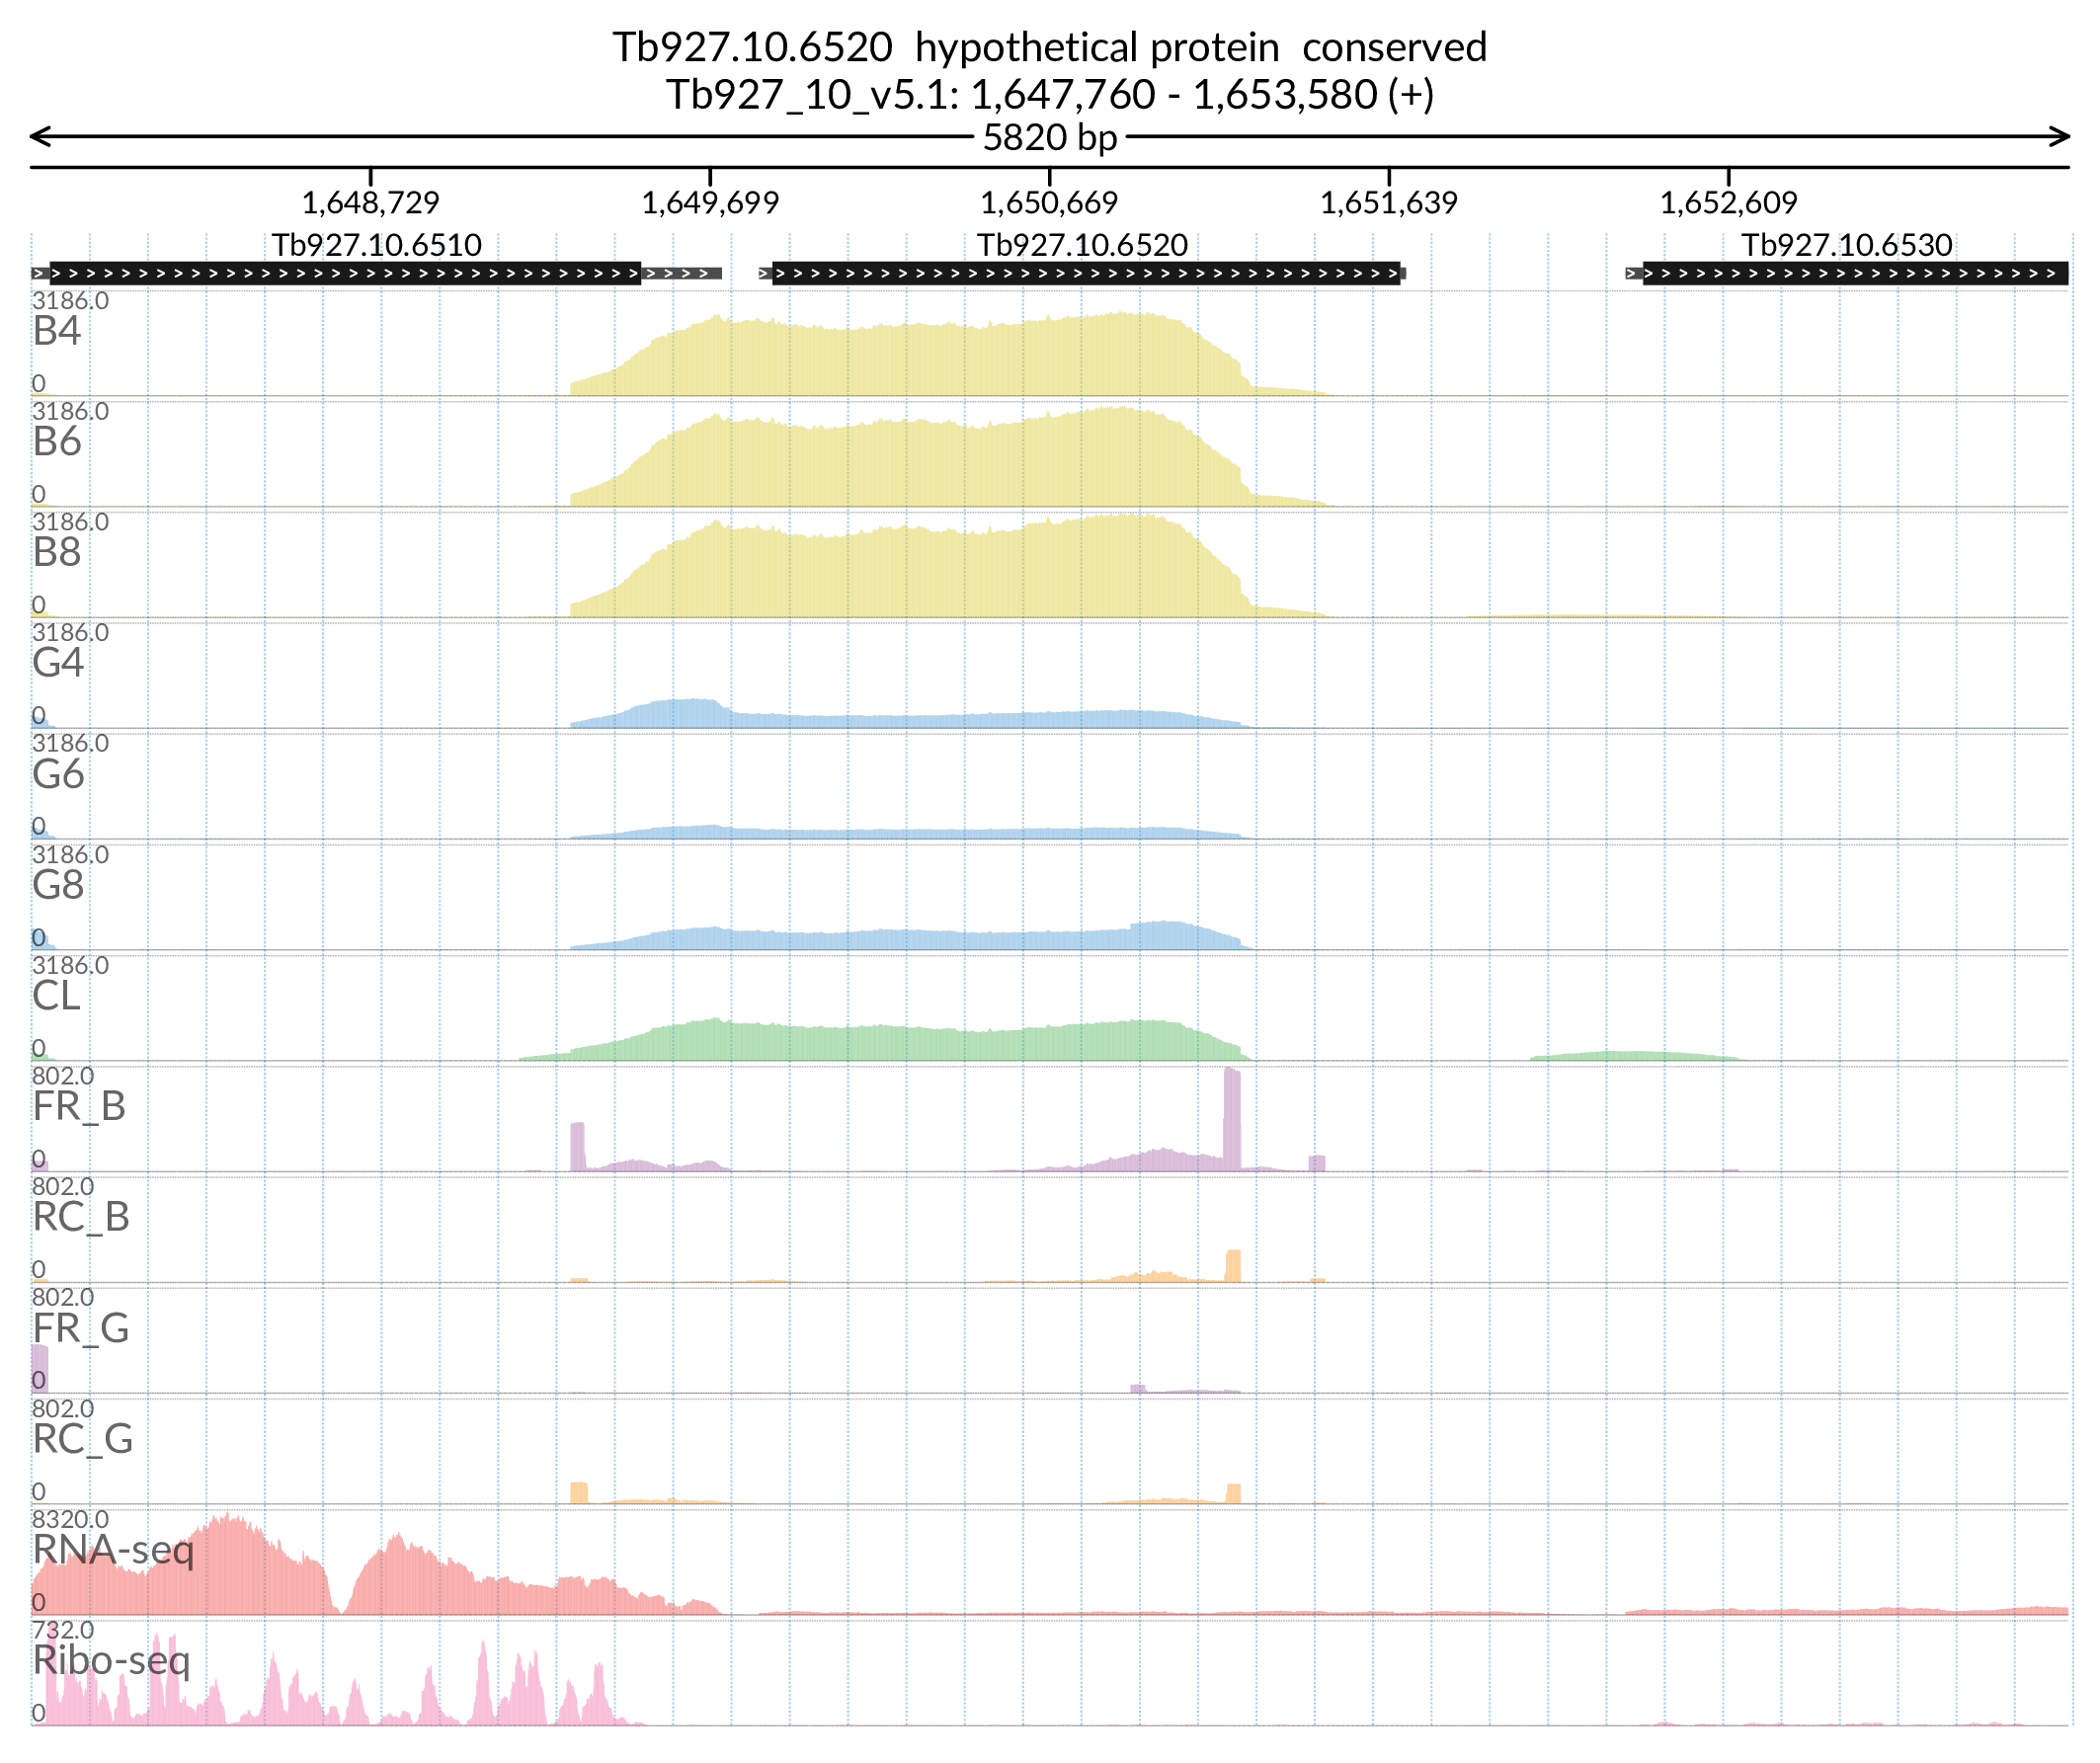 Tb927.10.6520  hypothetical protein  conserved
Tb927_10_v5.1: 1,647,760 - 1,653,580 (+)
5820 bp
1,648,729 1,649,699 1,650,669 1,651,639 1,652,609
Tb927.10.6510 Tb927.10.6520 Tb927.10.6530
3186.0
B4
0
3186.0
B6
0
3186.0
B8
0
3186.0
G4
0
3186.0
G6
0
3186.0
G8
0
3186.0
CL
0
802.0
FR_B
0
802.0
RC_B
0
802.0
FR_G
0
802.0
RC_G
0
8320.0
RNA-seq
0
732.0
Ribo-seq
0